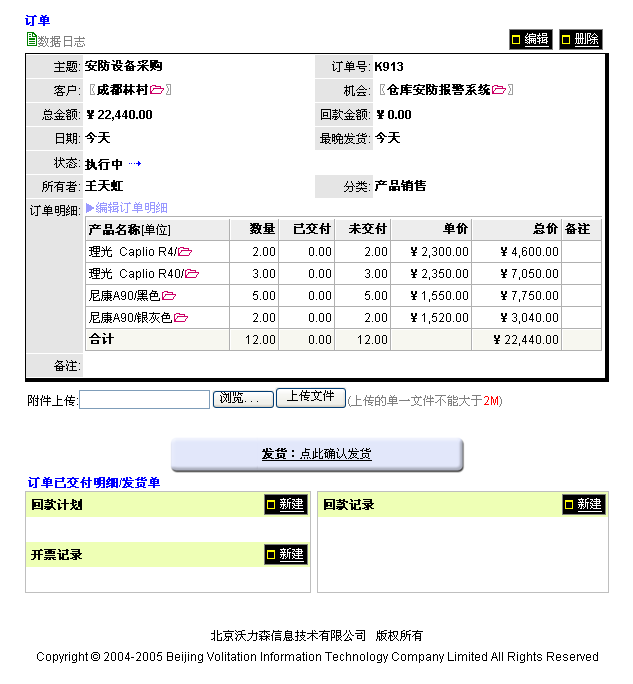 订单
数据日志 编辑 删除
主题: 安防设备采购 订单号: K913
客户: 〖成都林村〗 机会: 〖仓库安防报警系统〗
总金额: ￥22,440.00 回款金额: ￥0.00
日期: 今天 最晚发货: 今天
状态: 执行中
所有者: 王天虹 分类: 产品销售
订单明细: ▶编辑订单明细
产品名称[单位] 数量 已交付 未交付 单价 总价 备注
理光 Caplio R4/ 2.00 0.00 2.00 ￥2,300.00 ￥4,600.00
理光 Caplio R40/ 3.00 0.00 3.00 ￥2,350.00 ￥7,050.00
尼康A90/黑色 5.00 0.00 5.00 ￥1,550.00 ￥7,750.00
尼康A90/银灰色 2.00 0.00 2.00 ￥1,520.00 ￥3,040.00
合计 12.00 0.00 12.00 ￥22,440.00
备注:
附件上传: 浏览... 上传文件 (上传的单一文件不能大于2M)
发货：点此确认发货
订单已交付明细/发货单
回款计划 新建 回款记录 新建
开票记录 新建
北京沃力森信息技术有限公司 版权所有
Copyright © 2004-2005 Beijing Volitation Information Technology Company Limited All Rights Reserved